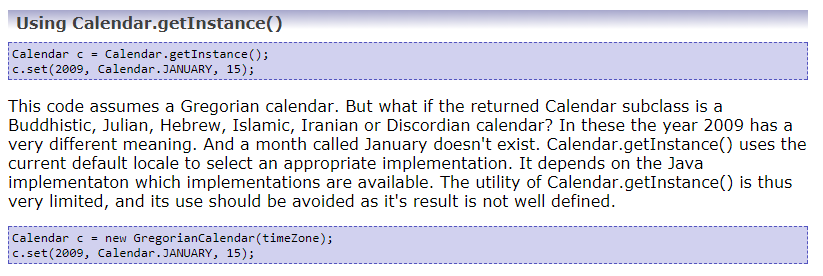 Using Calendar.getInstance()
Calendar c = Calendar.getInstance();
c.set(2009, Calendar.JANUARY, 15);
This code assumes a Gregorian calendar. But what if the returned Calendar subclass is a
Buddhistic, Julian, Hebrew, Islamic, Iranian or Discordian calendar? In these the year 2009 has a
very different meaning. And a month called January doesn't exist. Calendar.getInstance() uses the
current default locale to select an appropriate implementation. It depends on the Java
implementaton which implementations are available. The utility of Calendar.getInstance() is thus
very limited, and its use should be avoided as it's result is not well defined.
Calendar c = new GregorianCalendar(timeZone);
c.set(2009, Calendar.JANUARY, 15);